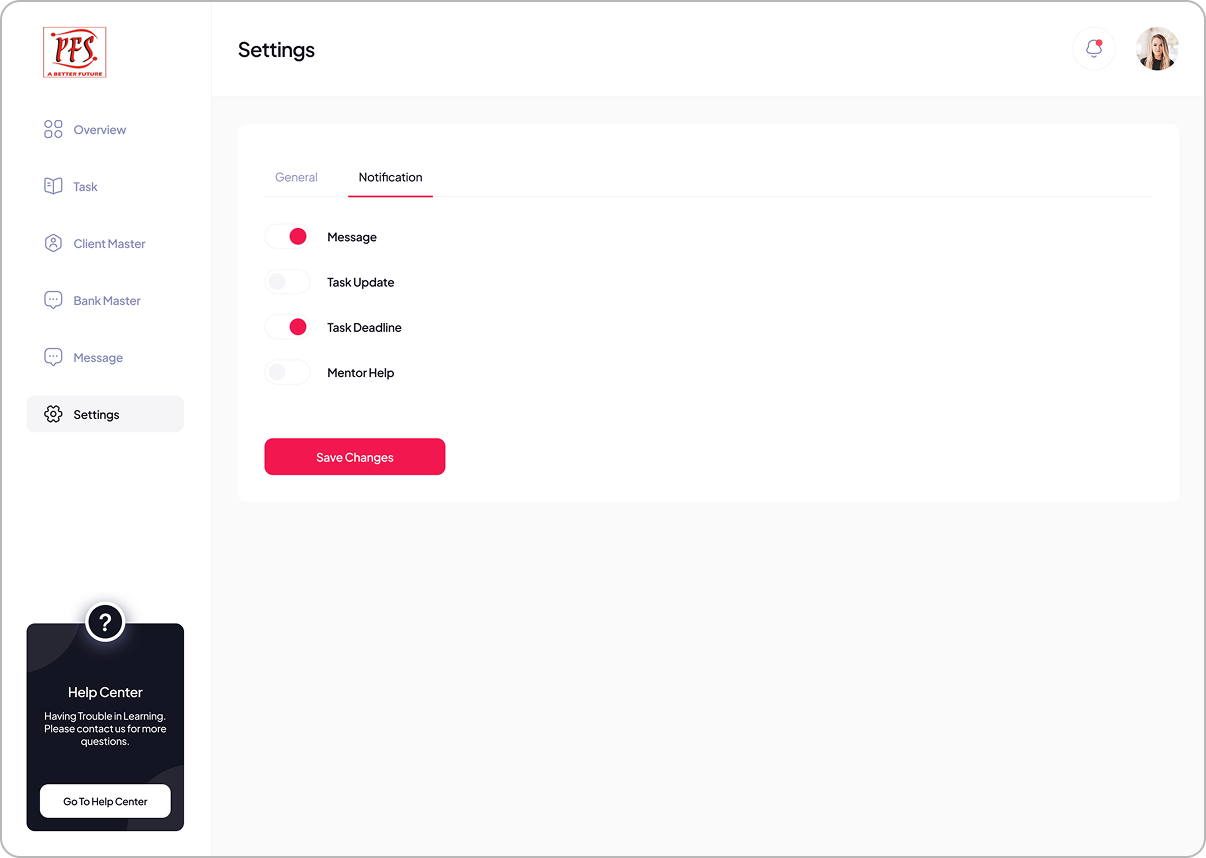 PFS.
A BETTER FUTURE
Overview
Task
Client Master
Bank Master
Message
Settings
?
Help Center
Having Trouble in Learning.
Please contact us for more
questions.
Go To Help Center
Settings
General
Notification
Message
Task Update
Task Deadline
Mentor Help
Save Changes